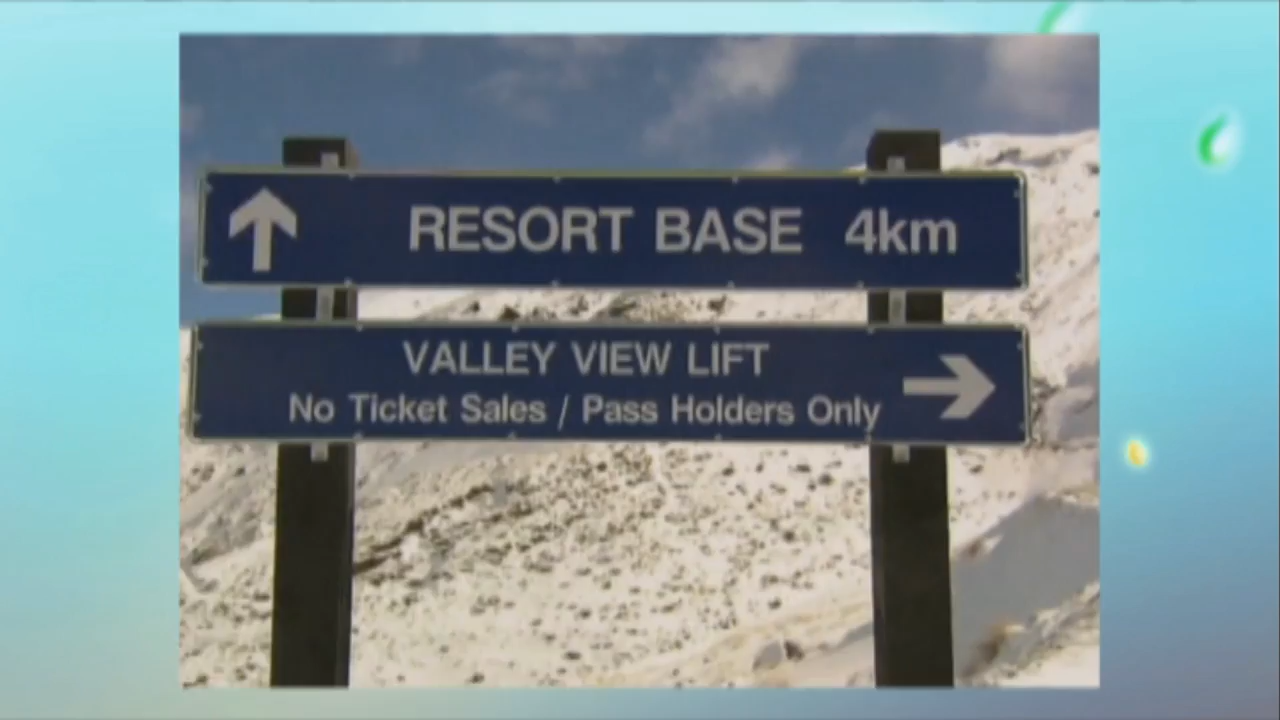 RESORT BASE 4km
VALLEY VIEW LIFT
No Ticket Sales / Pass Holders Only